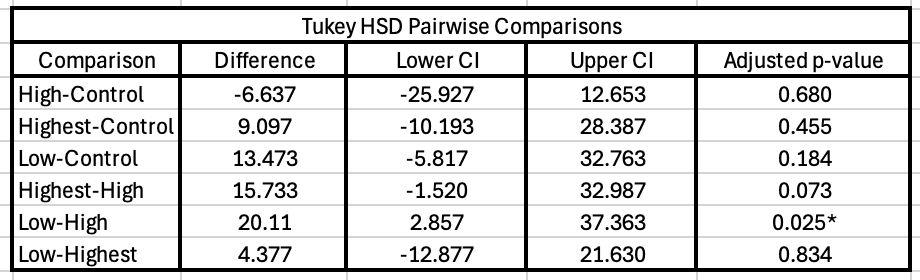 Tukey HSD Pairwise Comparisons
Comparison Difference Lower CI Upper CI Adjusted p-value
High-Control -6.637 -25.927 12.653 0.680
Highest-Control 9.097 -10.193 28.387 0.455
Low-Control 13.473 -5.817 32.763 0.184
Highest-High 15.733 -1.520 32.987 0.073
Low-High 20.11 2.857 37.363 0.025*
Low-Highest 4.377 -12.877 21.630 0.834